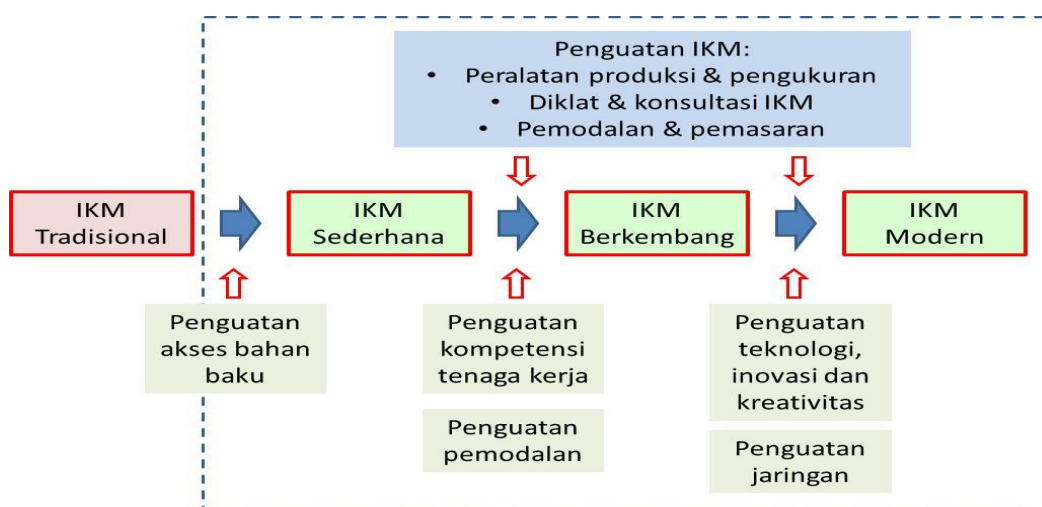 Penguatan IKM:
• Peralatan produksi & pengukuran
• Diklat & konsultasi IKM
• Pemodalan & pemasaran
IKM
Tradisional
IKM
Sederhana
IKM
Berkembang
IKM
Modern
Penguatan
akses bahan
baku
Penguatan
kompetensi
tenaga kerja
Penguatan
pemodalan
Penguatan
teknologi,
inovasi dan
kreativitas
Penguatan
jaringan